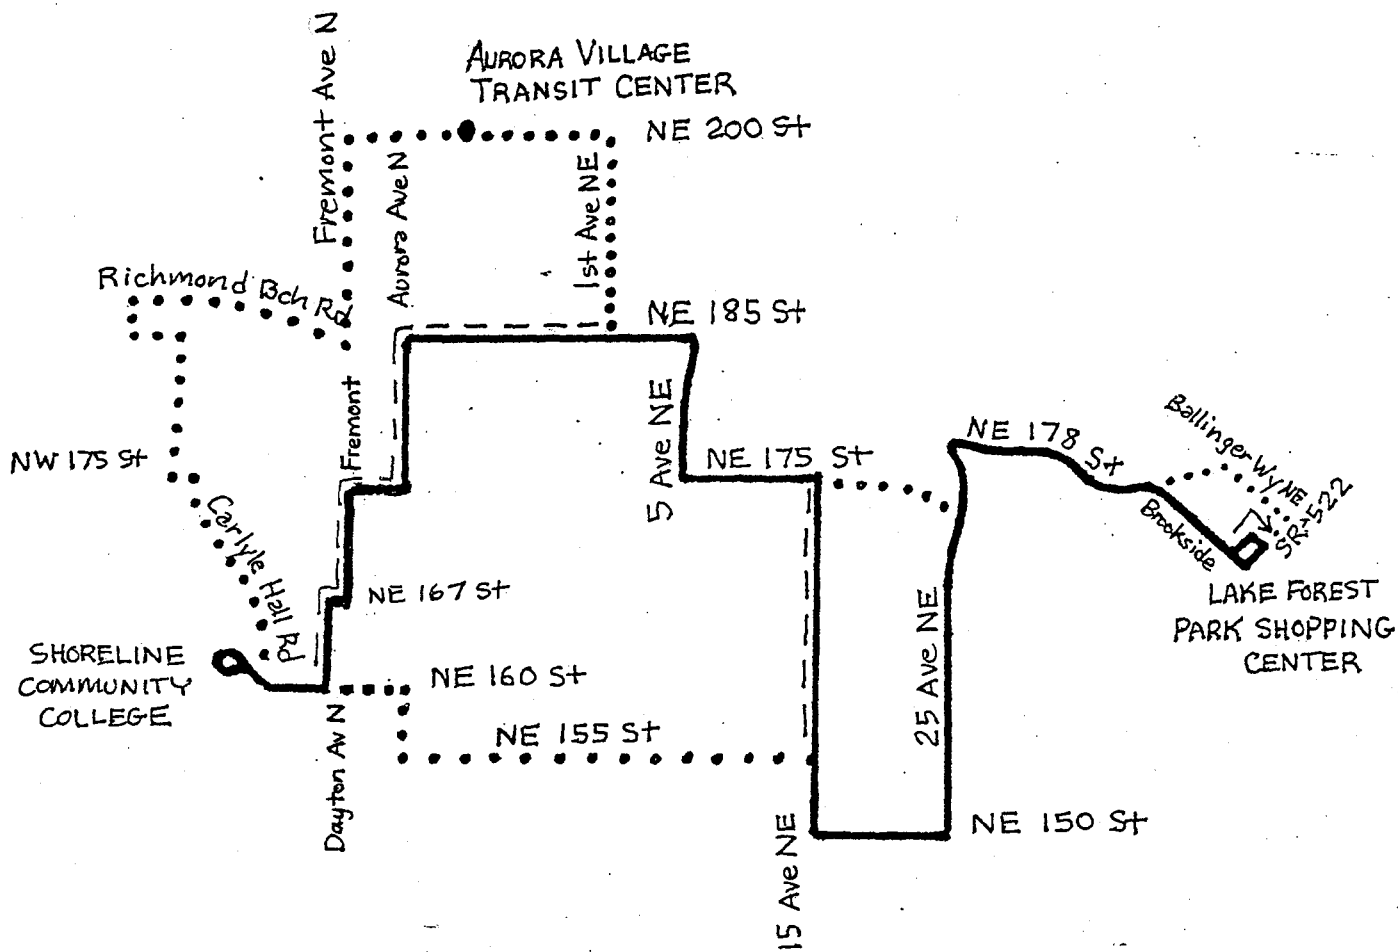 Fremont Ave N
AURORA VILLAGE
TRANSIT CENTER
NE 200 St
Aurora Ave N
1st Ave NE
Richmond Bch Rd
NE 185 St
Fremont
5 Ave NE
NE 175 St
NE 178 St
Ballinger Wy NE
NW 175 St
Carlyle Hall Rd
Brookside
SR-522
NE 167 St
25 Ave NE
LAKE FOREST
PARK SHOPPING
CENTER
SHORELINE
COMMUNITY
COLLEGE
NE 160 St
NE 155 St
Dayton Av N
15 Ave NE
NE 150 St